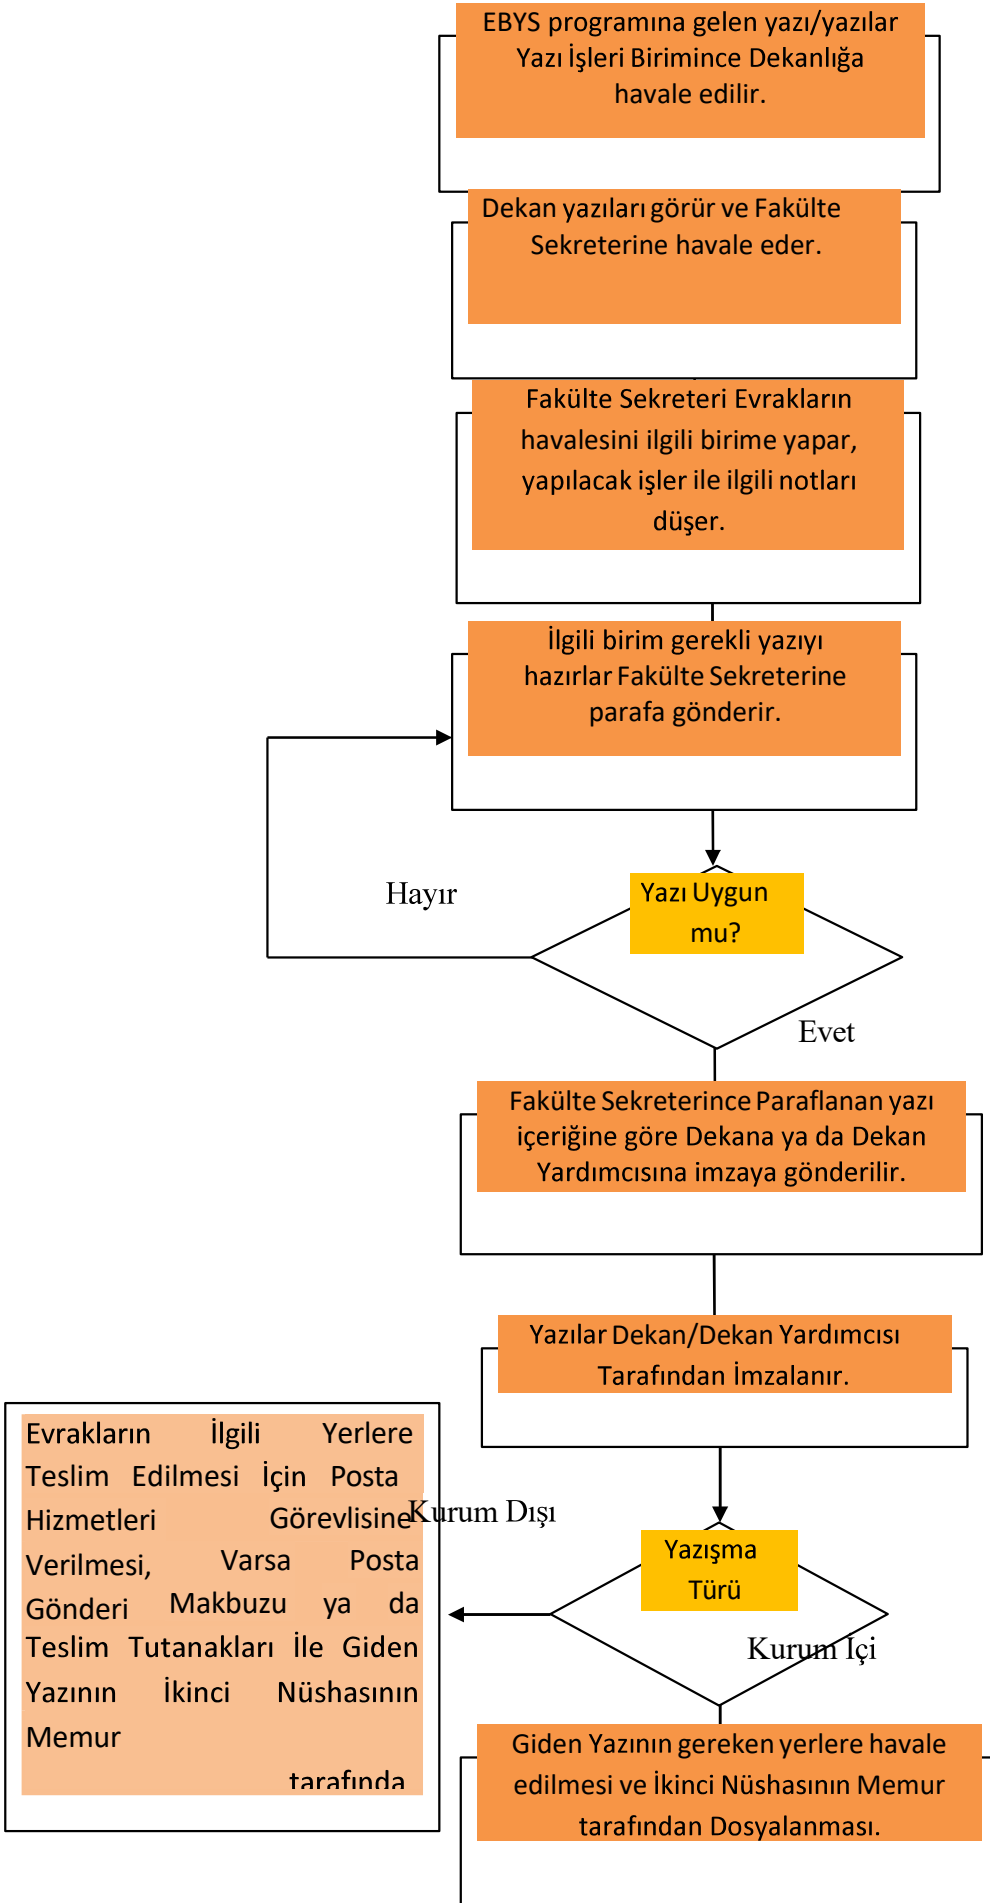 EBYS programına gelen yazı/yazılar
Yazı İşleri Birimince Dekanlığa
havale edilir.
Dekan yazıları görür ve Fakülte
Sekreterine havale eder.
Fakülte Sekreteri Evrakların
havalesini ilgili birime yapar,
yapılacak işler ile ilgili notları
düşer.
İlgili birim gerekli yazıyı
hazırlar Fakülte Sekreterine
parafa gönderir.
Hayır
Yazı Uygun
mu?
Evet
Fakülte Sekreterince Paraflanan yazı
içeriğine göre Dekana ya da Dekan
Yardımcısına imzaya gönderilir.
Yazılar Dekan/Dekan Yardımcısı
Tarafından İmzalanır.
Evrakların İlgili Yerlere
Teslim Edilmesi İçin Posta
Hizmetleri Görevlisine
Verilmesi, Varsa Posta
Gönderi Makbuzu ya da
Teslim Tutanakları İle Giden
Yazının İkinci Nüshasının
Memur
tarafında
Kurum Dışı
Yazışma
Türü
Kurum İçi
Giden Yazının gereken yerlere havale
edilmesi ve İkinci Nüshasının Memur
tarafından Dosyalanması.